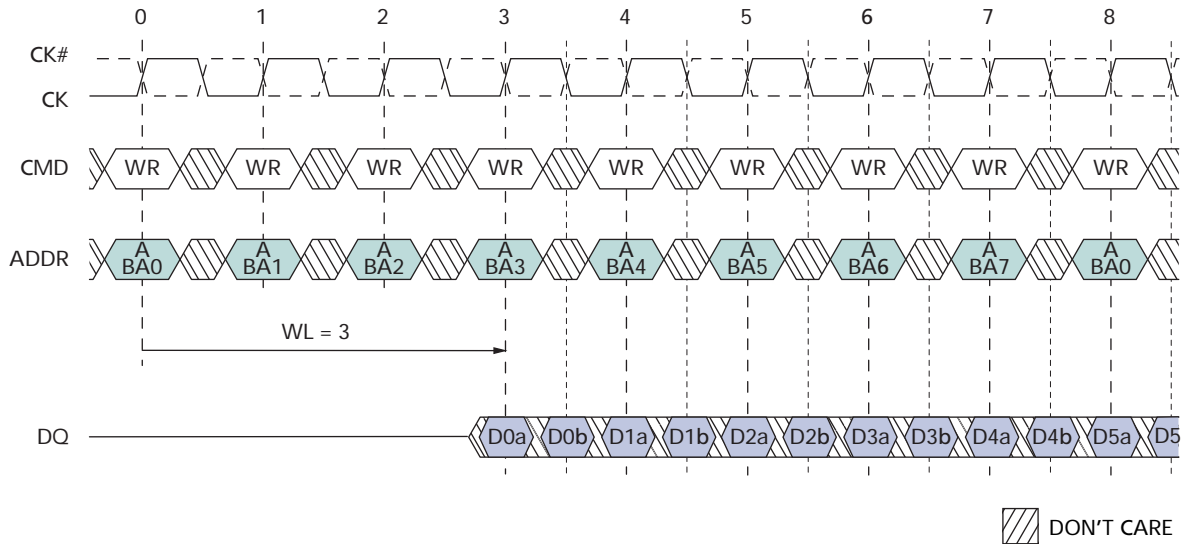 0 1 2 3 4 5 6 7 8
CK#
CK
CMD WR WR WR WR WR WR WR WR WR
ADDR A BA0 A BA1 A BA2 A BA3 A BA4 A BA5 A BA6 A BA7 A BA0
WL = 3
DQ D0a D0b D1a D1b D2a D2b D3a D3b D4a D4b D5a D5
DON'T CARE